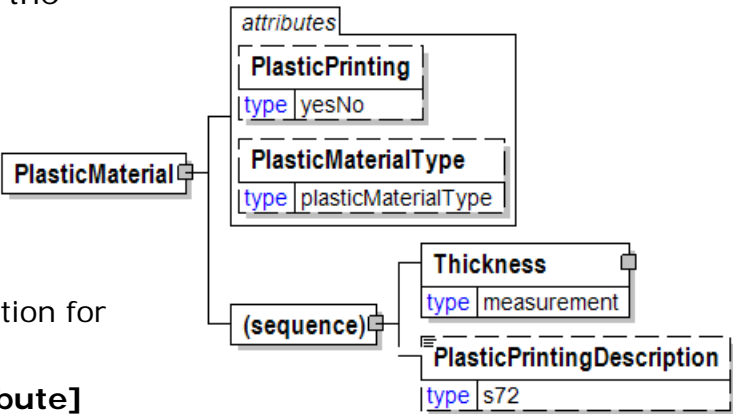 the
attributes
PlasticPrinting
type yesNo
PlasticMaterialType
type plasticMaterialType
PlasticMaterial
Thickness
type measurement
tion for
(sequence)
PlasticPrintingDescription
type s72
bute]